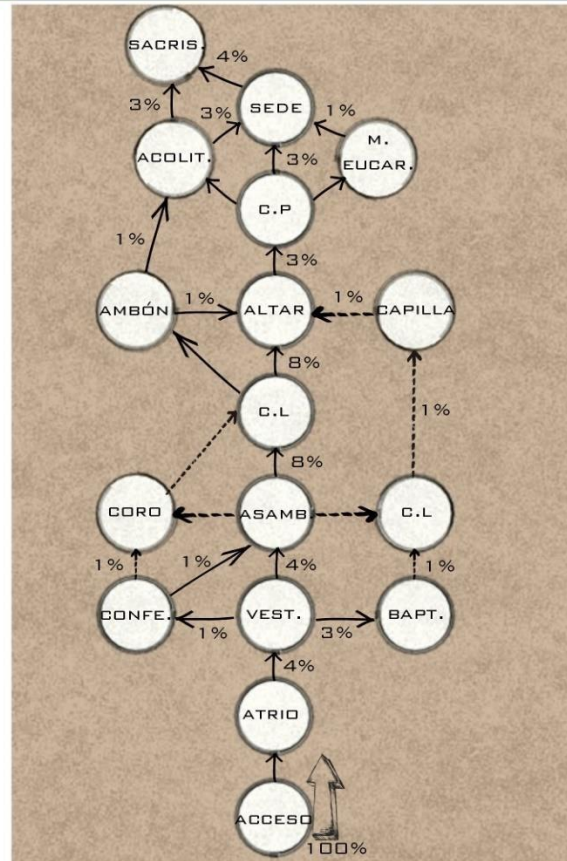 SACRIS.
4%
3%
3%
SEDE
1%
ACOLIT.
M.
EUCAR.
3%
C.P
1%
3%
AMBÓN
1%
ALTAR
1%
CAPILLA
8%
C.L
1%
8%
CORO
ASAMB.
C.L
1%
1%
4%
1%
CONFE.
VEST.
BAPT.
1%
3%
4%
ATRIO
ACCESO
100%